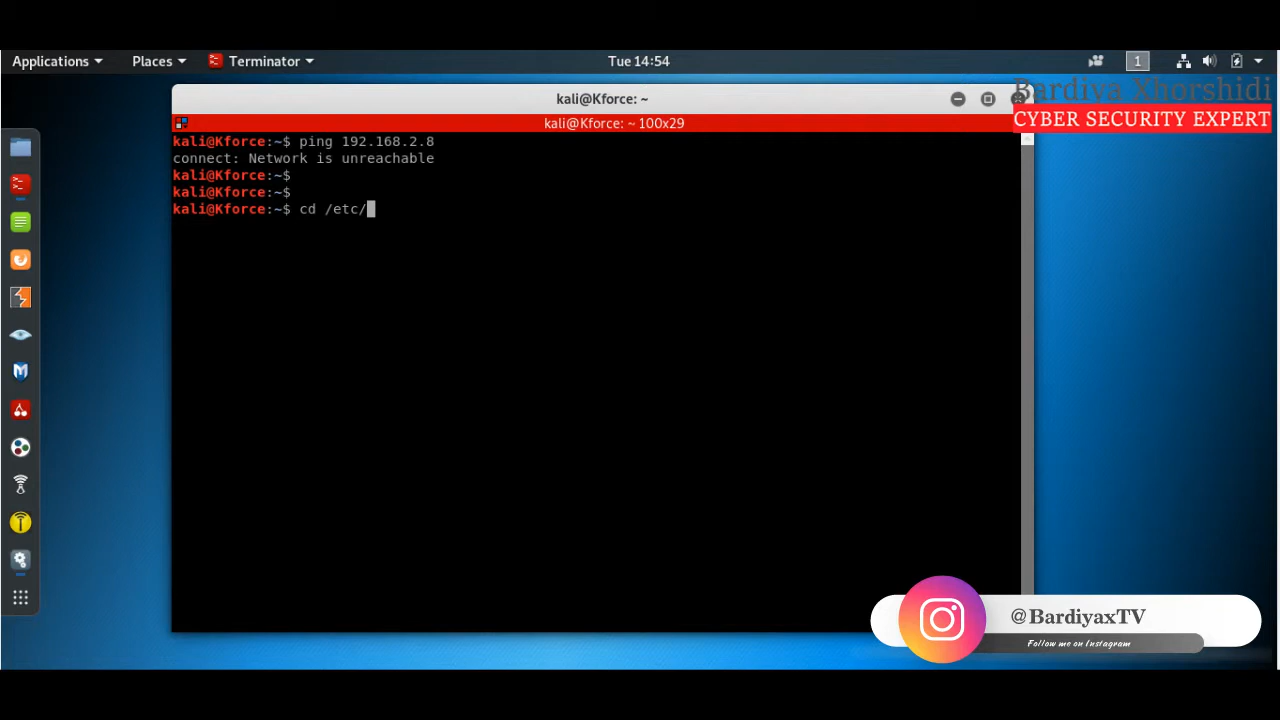 Applications Places Terminator Tue 14:54 1
kali@Kforce: ~
Bardiya Xhorshidi
CYBER SECURITY EXPERT
kali@Kforce: ~ 100x29
kali@Kforce:~$ ping 192.168.2.8
connect: Network is unreachable
kali@Kforce:~$
kali@Kforce:~$
kali@Kforce:~$ cd /etc/
@BardiyaxTV
Follow me on Instagram